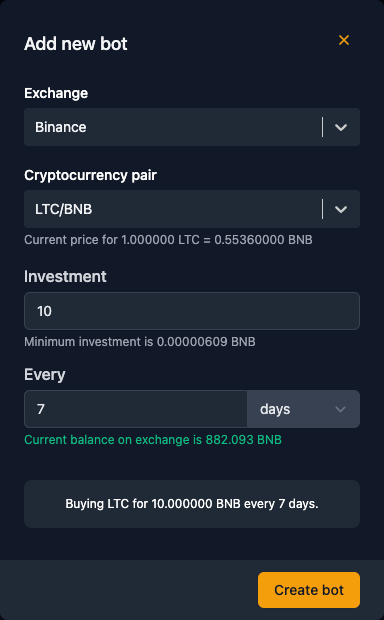 Add new bot
Exchange
Binance
Cryptocurrency pair
LTC/BNB
Current price for 1.000000 LTC = 0.55360000 BNB
Investment
10
Minimum investment is 0.00000609 BNB
Every
7 days
Current balance on exchange is 882.093 BNB
Buying LTC for 10.000000 BNB every 7 days.
Create bot